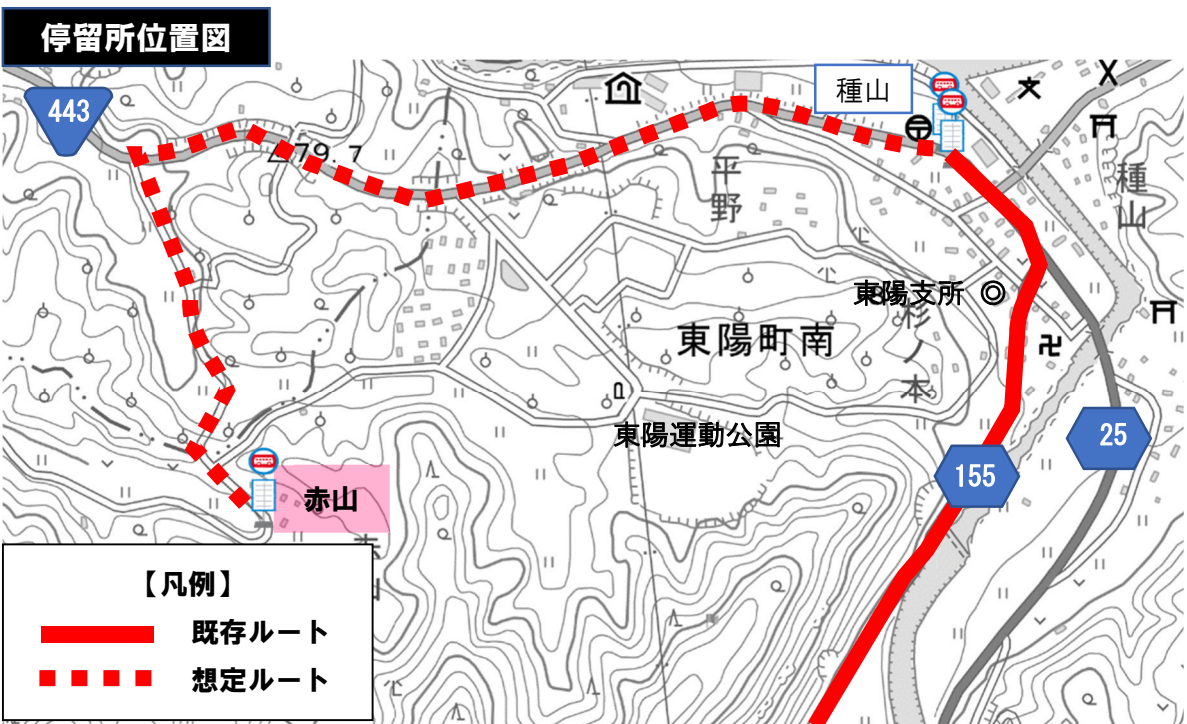 停留所位置図
443
種山
79.7
平野
種山
東陽支所
杉ノ本
東陽町南
東陽運動公園
25
155
赤山
【凡例】
既存ルート
想定ルート